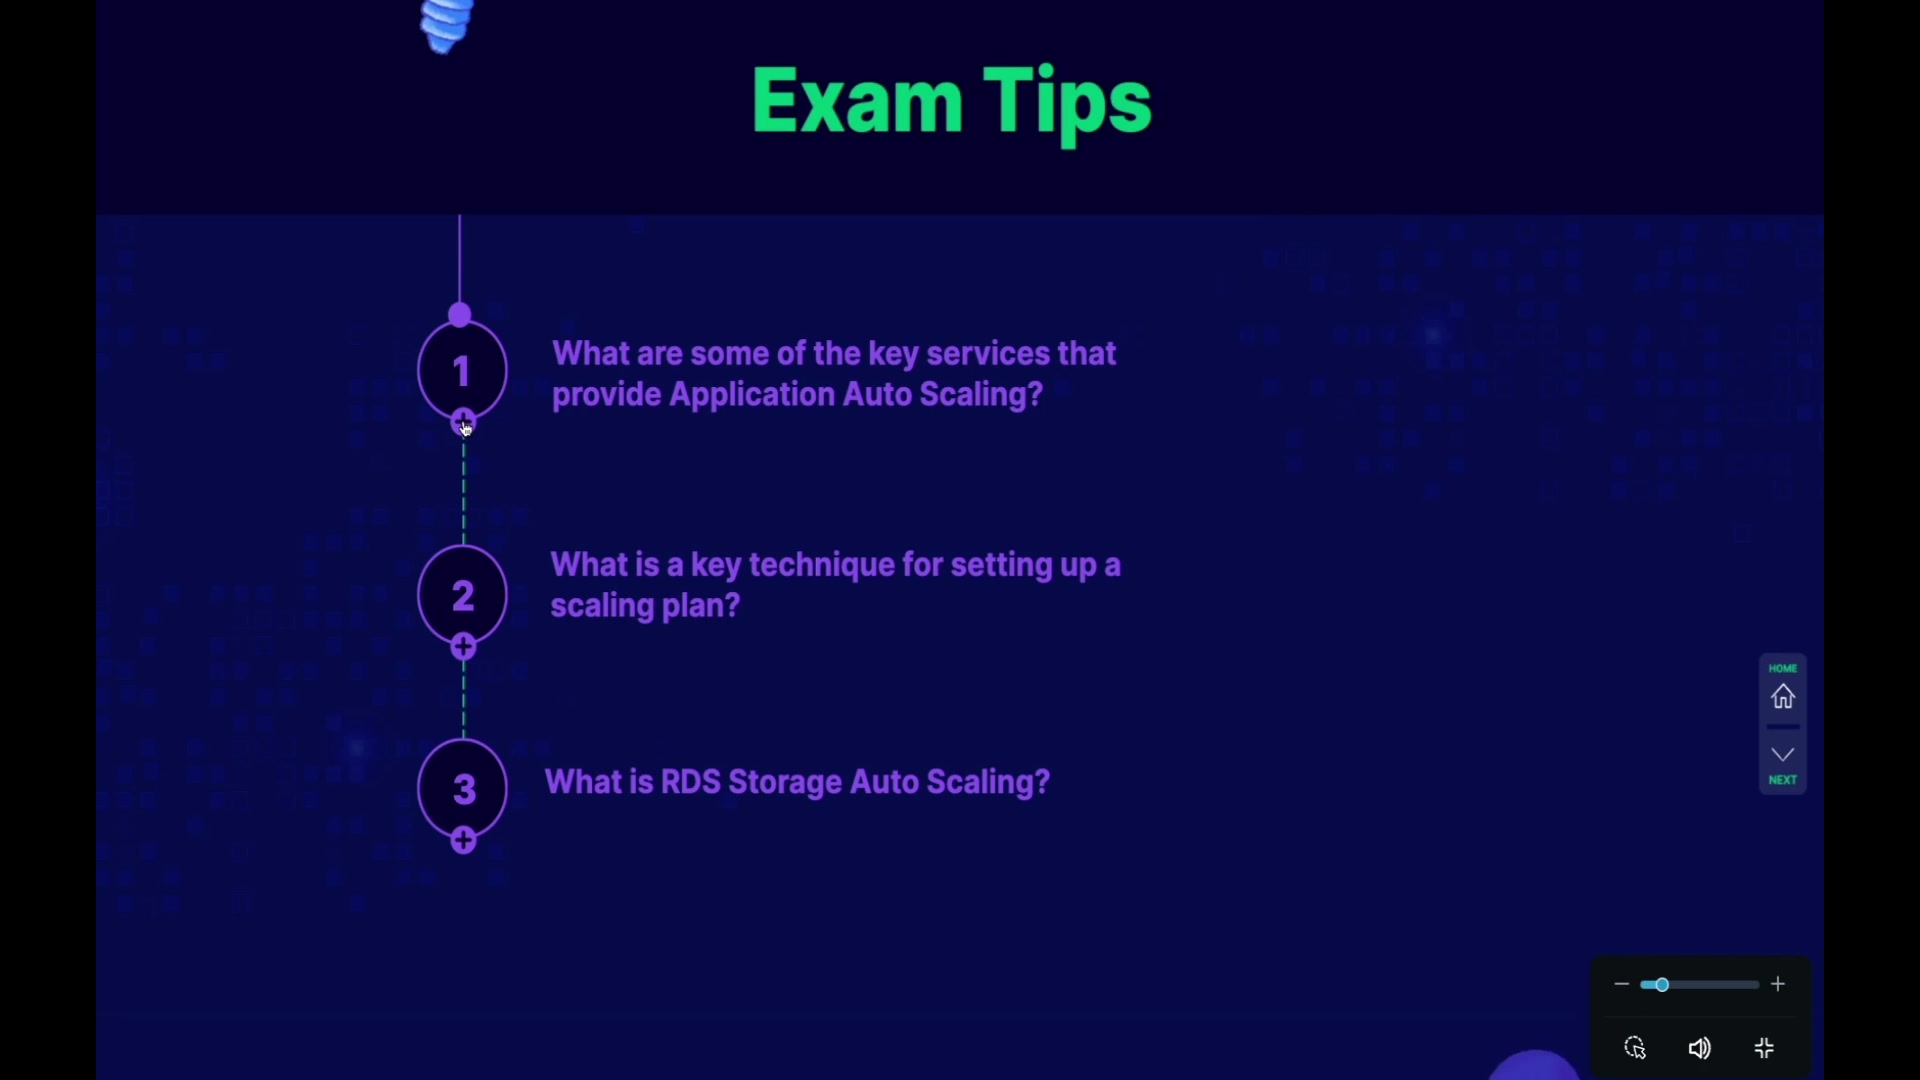 Exam Tips
1
What are some of the key services that
provide Application Auto Scaling?
2
What is a key technique for setting up a
scaling plan?
3
What is RDS Storage Auto Scaling?
HOME
NEXT